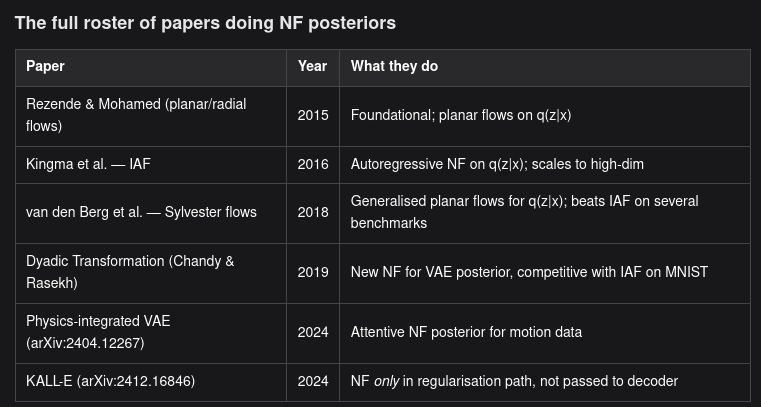 The full roster of papers doing NF posteriors
Paper Year What they do
Rezende & Mohamed (planar/radial
flows) 2015 Foundational; planar flows on q(z|x)
Kingma et al. — IAF 2016 Autoregressive NF on q(z|x); scales to high-dim
van den Berg et al. — Sylvester flows 2018 Generalised planar flows for q(z|x); beats IAF on several
benchmarks
Dyadic Transformation (Chandy &
Rasekh) 2019 New NF for VAE posterior, competitive with IAF on MNIST
Physics-integrated VAE
(arXiv:2404.12267) 2024 Attentive NF posterior for motion data
KALL-E (arXiv:2412.16846) 2024 NF only in regularisation path, not passed to decoder